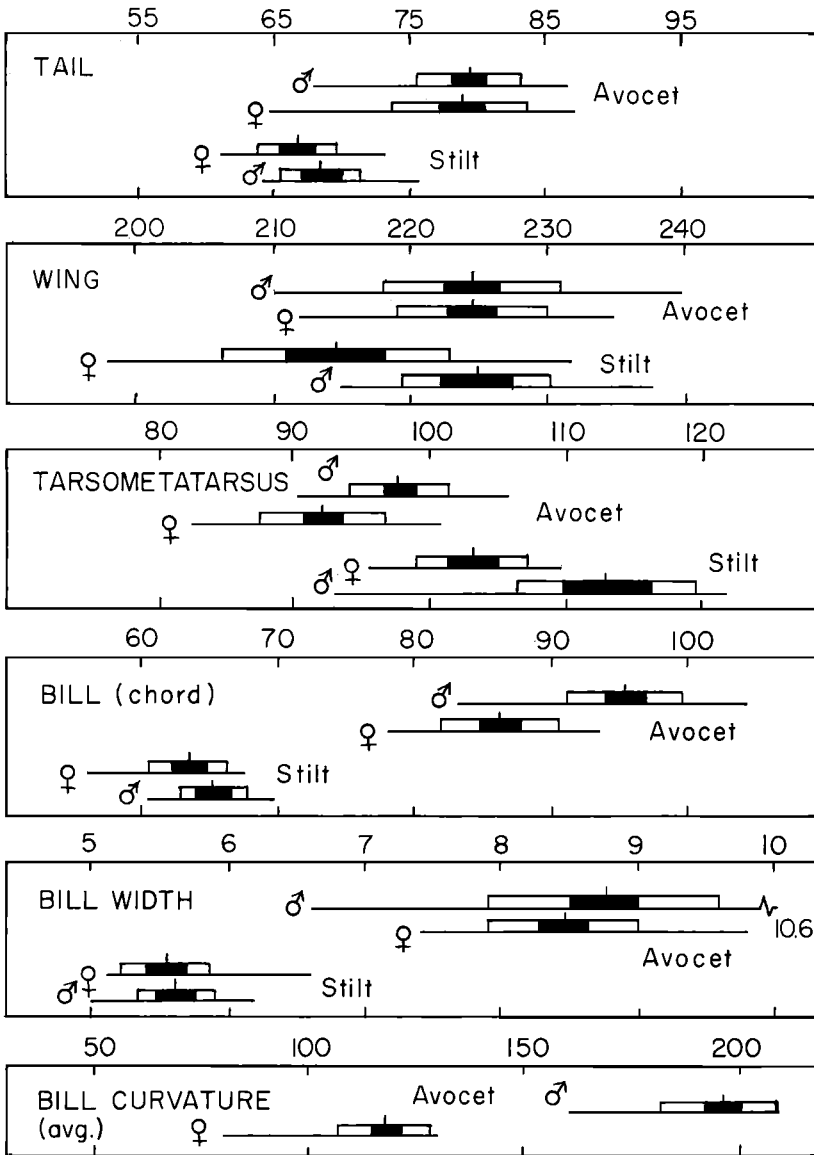 55 65 75 85 95
TAIL
♂ Avocet
♀
♀ Stilt
♂
200 210 220 230 240
WING
♂
♀ Avocet
♀ Stilt
♂
80 90 100 110 120
TARSOMETATARSUS ♂
♀ Avocet
♀ Stilt
♂
60 70 80 90 100
BILL (chord) ♂
♀ Avocet
♀ Stilt
♂
5 6 7 8 9 10
BILL WIDTH ♂
♀ 10.6
Avocet
♀ Stilt
♂
50 100 150 200
BILL CURVATURE Avocet ♂
(avg.) ♀